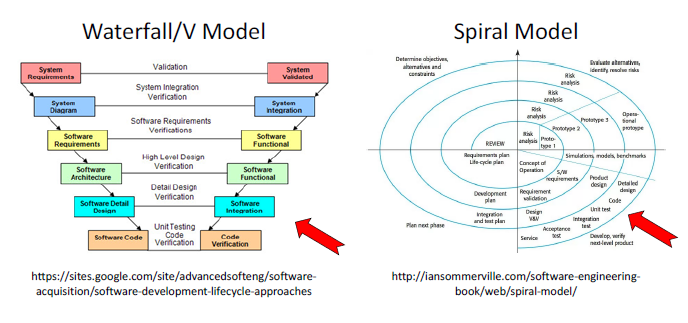 Waterfall/V Model
Spiral Model
System
Requirements
Validation
System
Validated
System Integration
Verification
System
Diagram
System
Integration
Software Requirements
Verifications
Software
Requirements
Software
Functional
High Level Design
Verification
Software
Architecture
Software
Functional
Detail Design
Verification
Software Detail
Design
Software
Integration
UnitTesting
Code
Verification
Software Code
Code
Verification
https://sites.google.com/site/advancedsofteng/software-
acquisition/software-development-lifecycle-approaches
Determine objectives,
alternatives and
constraints
Evaluate alternatives,
identify, resolve risks
Risk
analysis
Risk
analysis
Risk
analysis
Risk
analysis
Proto-
type 1
Prototype 2
Prototype 3
Opera-
tional
protoype
REVIEW
Requirements plan
Life-cycle plan
Concept of
Operation
Simulations, models, benchmarks
S/W
requirements
Product
design
Detailed
design
Development
plan
Requirement
validation
Code
Unit test
Integration
and test plan
Design
V&V
Integration
test
Acceptance
test
Service
Plan next phase
Develop, verify
next-level product
http://iansommerville.com/software-engineering-
book/web/spiral-model/